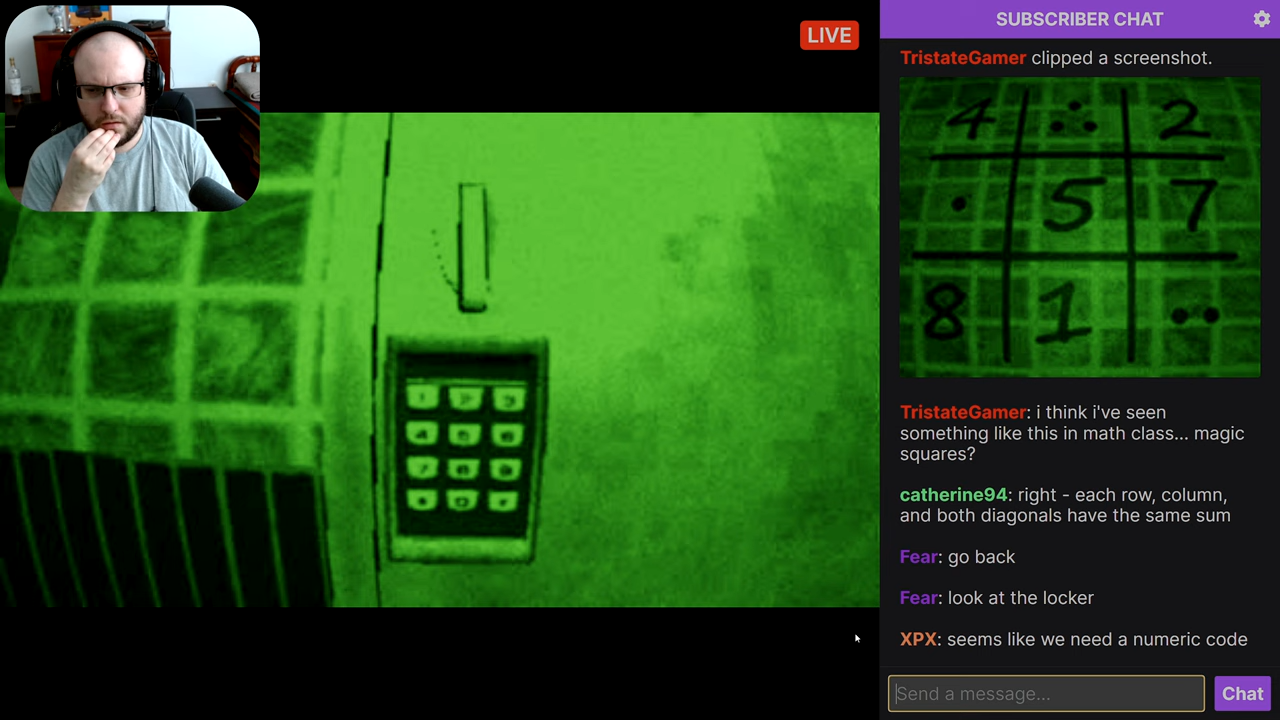 LIVE
SUBSCRIBER CHAT
TristateGamer clipped a screenshot.
4 2
5 7
8 1
TristateGamer: i think i've seen
something like this in math class... magic
squares?
catherine94: right - each row, column,
and both diagonals have the same sum
Fear: go back
Fear: look at the locker
XPX: seems like we need a numeric code
Send a message...
Chat